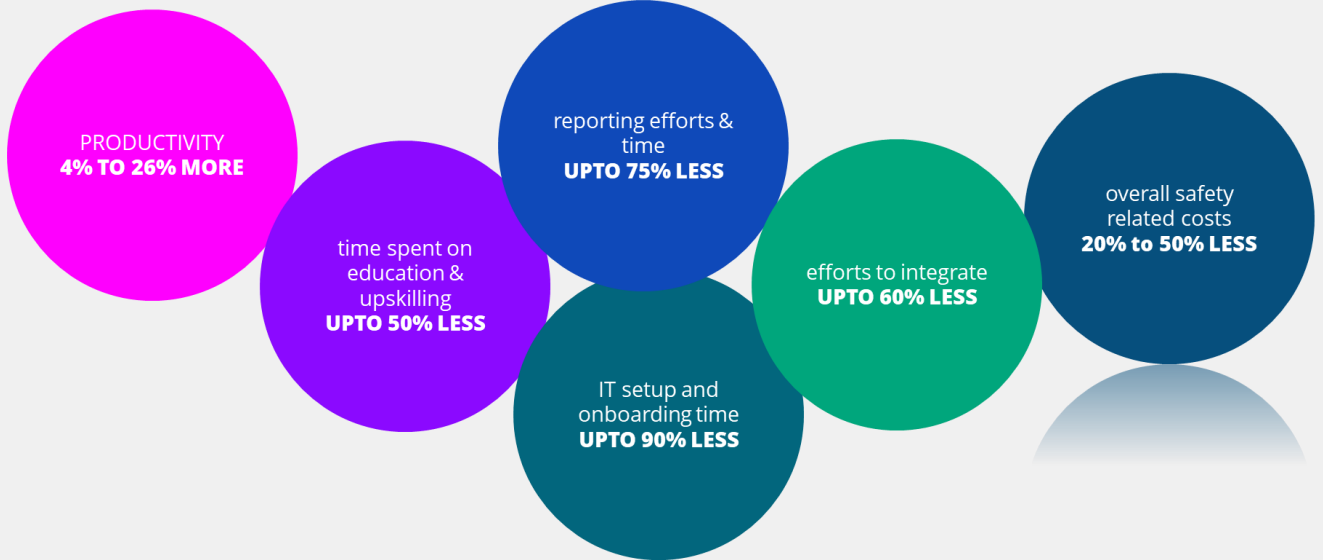 PRODUCTIVITY
4% TO 26% MORE
time spent on
education &
upskilling
UPTO 50% LESS
reporting efforts &
time
UPTO 75% LESS
IT setup and
onboarding time
UPTO 90% LESS
efforts to integrate
UPTO 60% LESS
overall safety
related costs
20% to 50% LESS